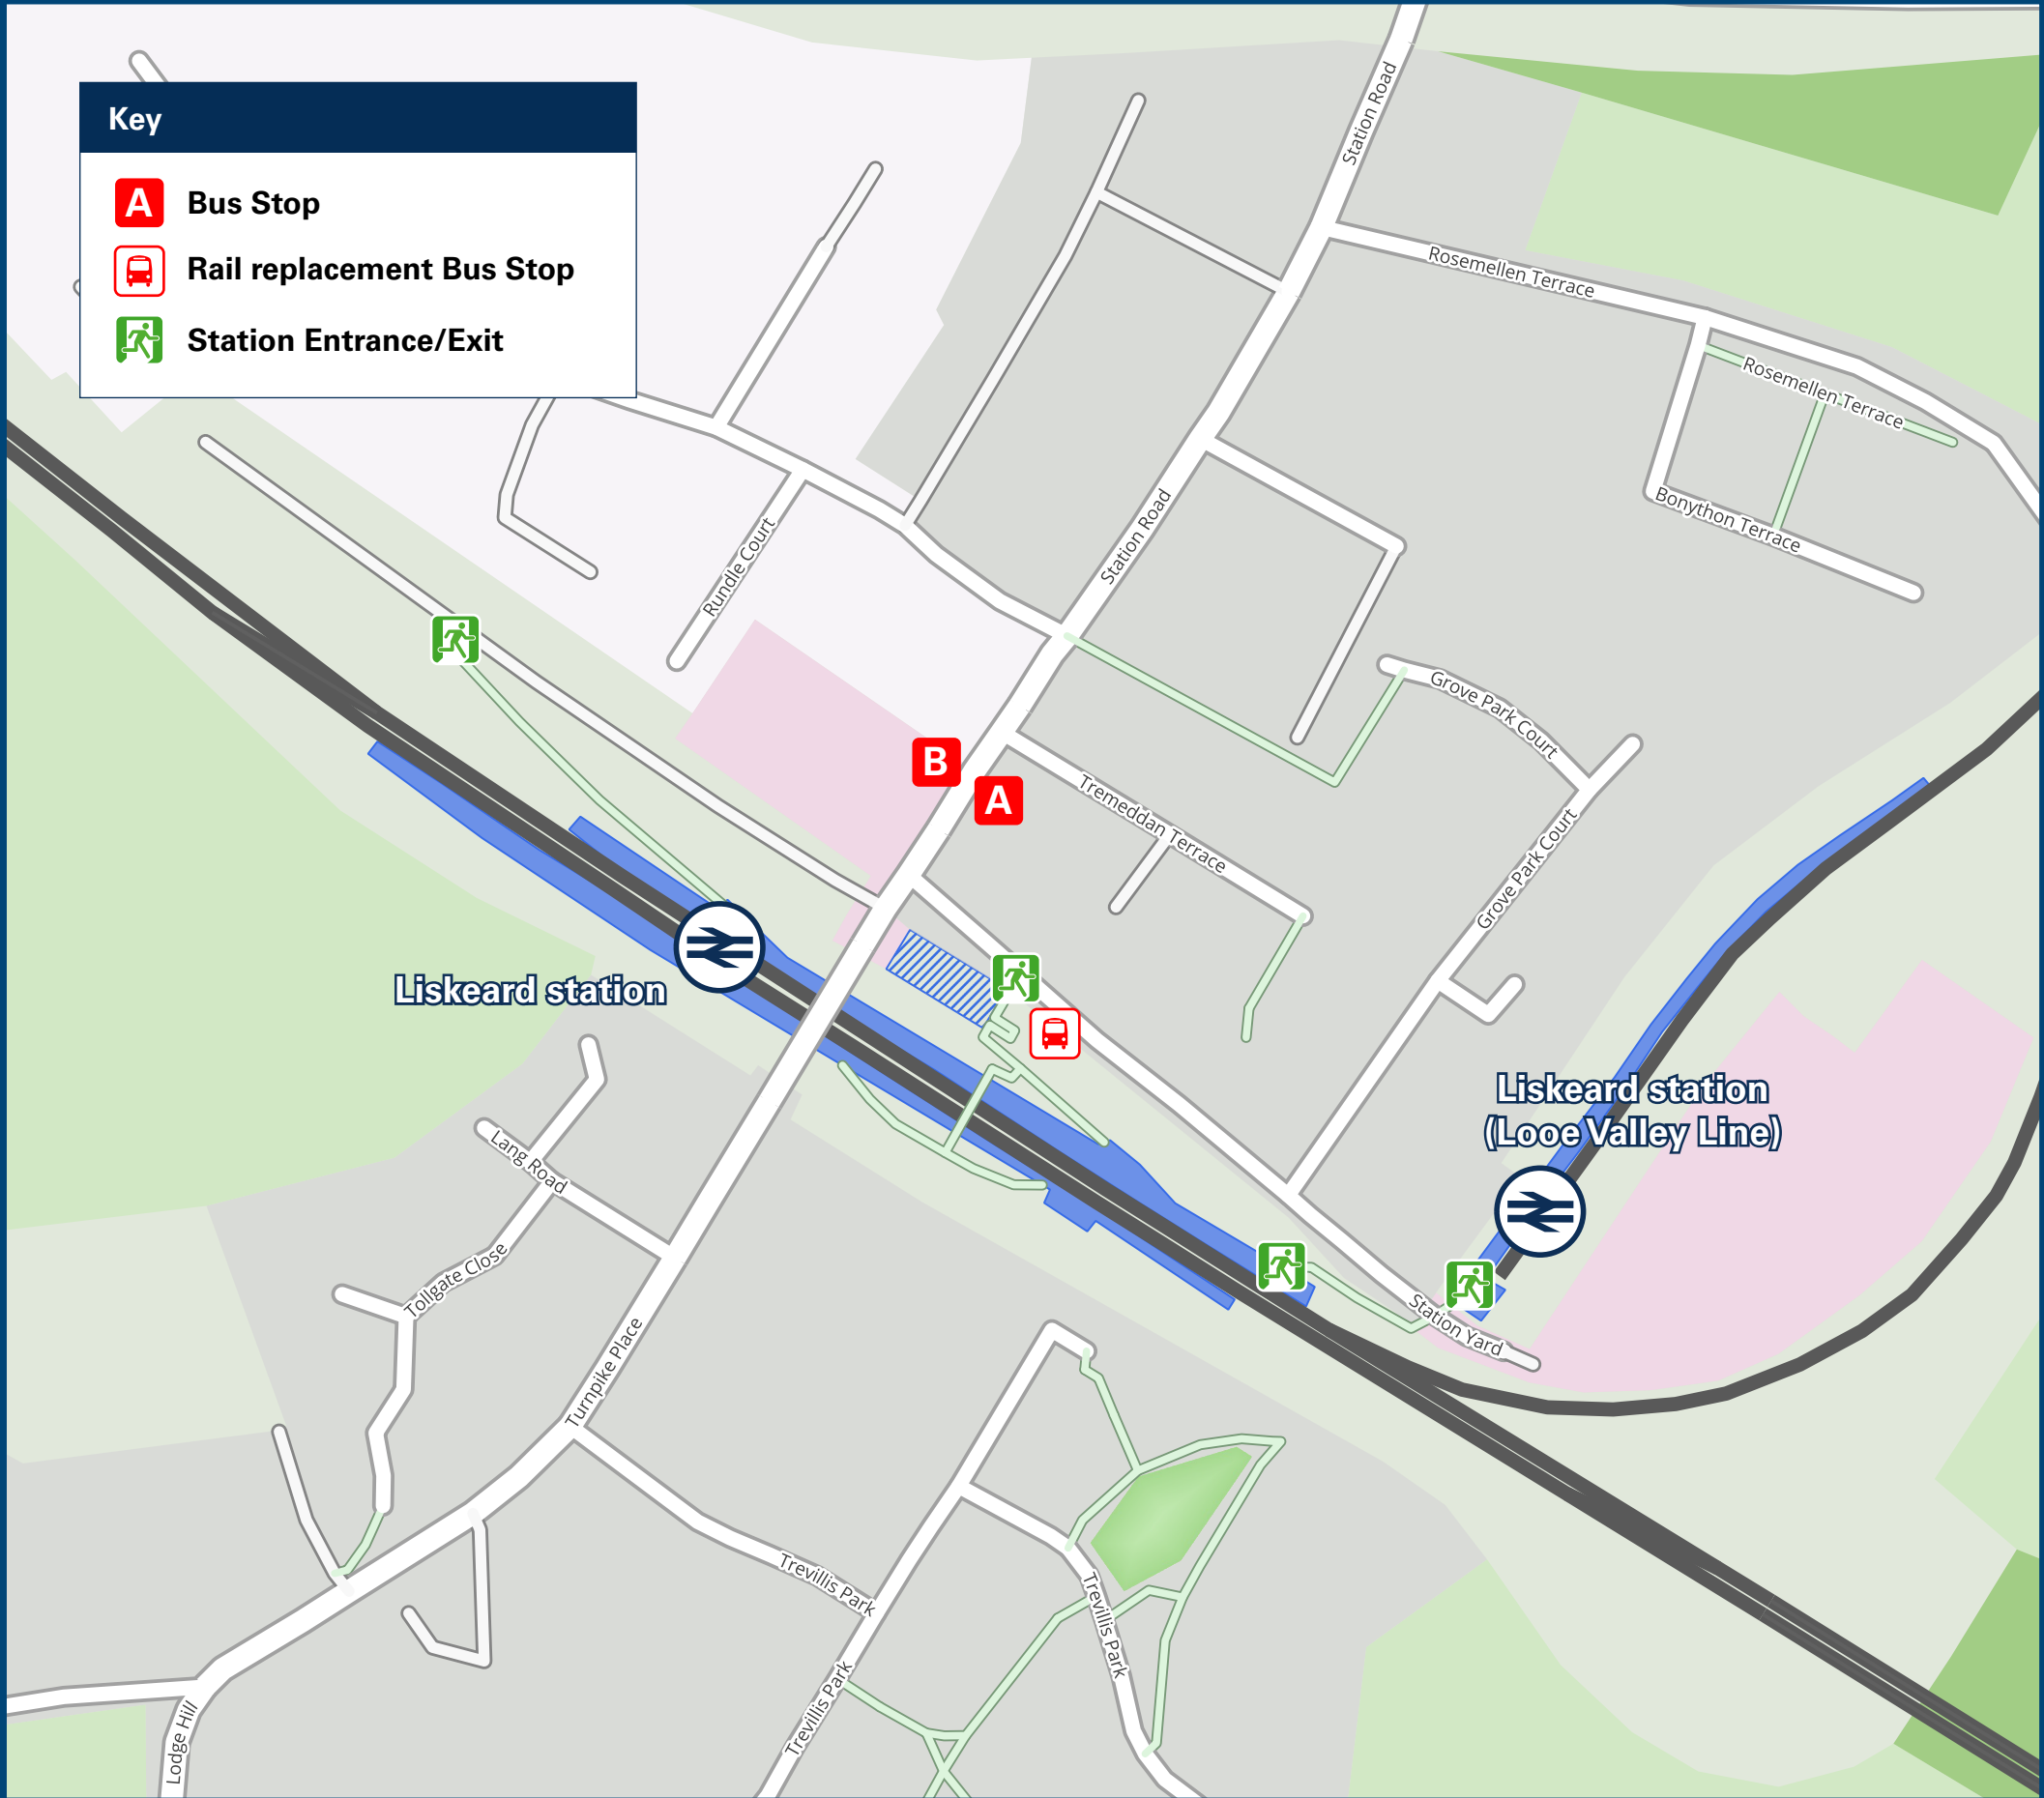 Key
A
Bus Stop
Rail replacement Bus Stop
Station Entrance/Exit
Station Road
Rosemellen Terrace
Rosemellen Terrace
Bonython Terrace
Station Road
Rundle Court
Grove Park Court
B
A
Tremeddan Terrace
Grove Park Court
Liskeard station
Liskeard station
(Looe Valley Line)
Lang Road
Tollgate Close
Station Yard
Turnpike Place
Trevillis Park
Trevillis Park
Trevillis Park
Lodge Hill